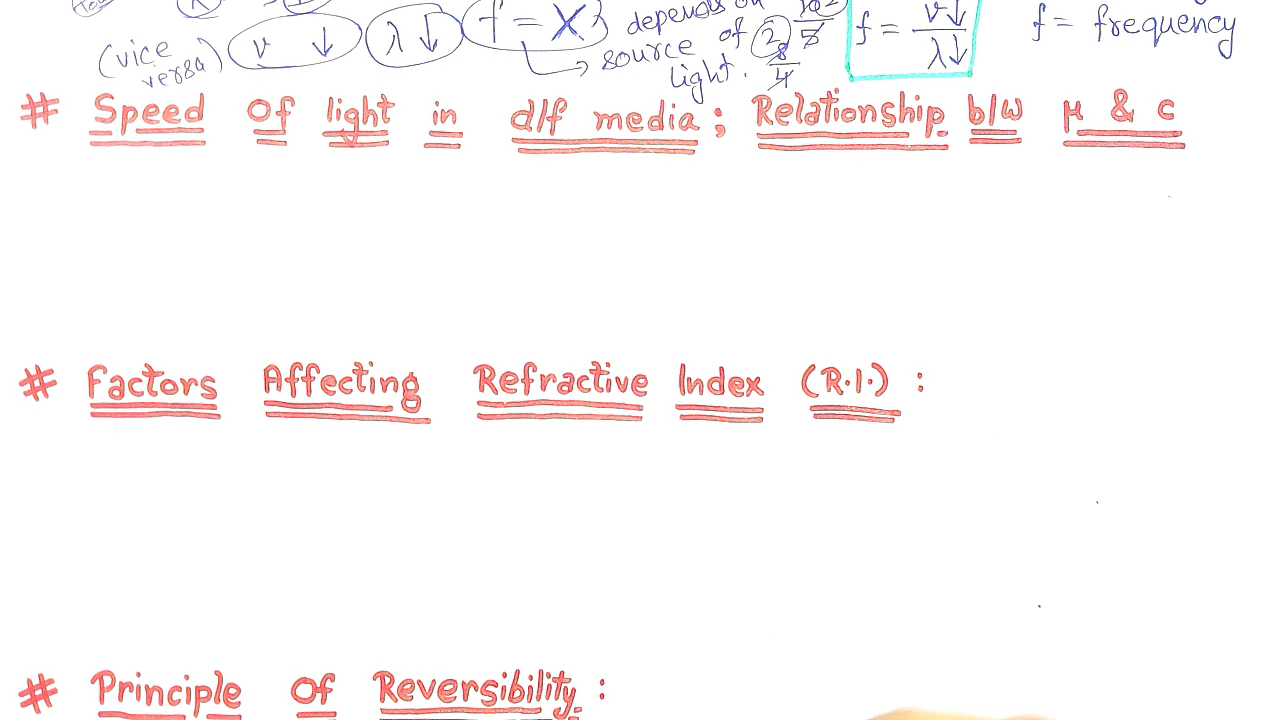 depends on
f = X
f = v↓ / λ↓
f = frequency
(vice versa) v ↓ λ ↓
source of light.
# Speed Of light in d/f media; Relationship b/w μ & c
# Factors Affecting Refractive Index (R.I.) :
# Principle Of Reversibility :